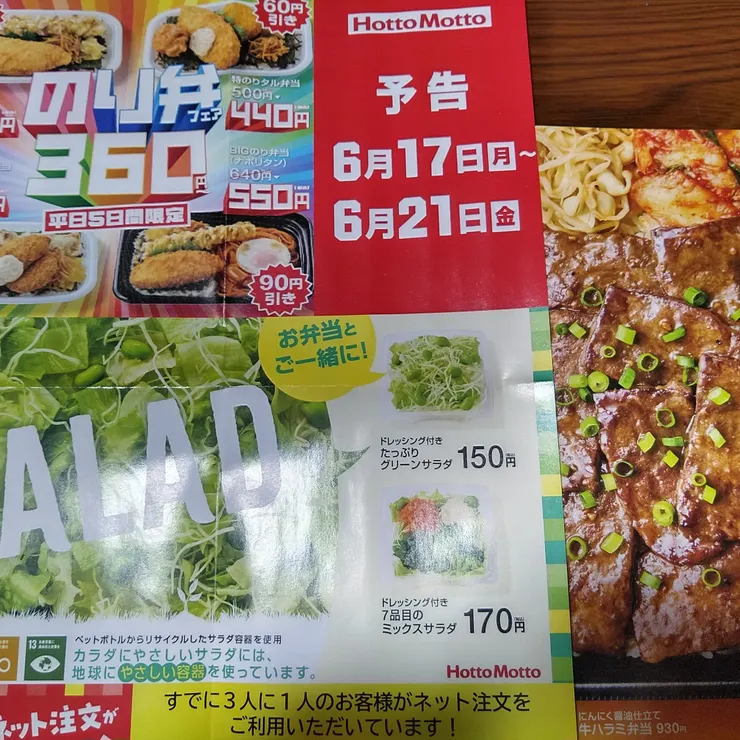 60円
引き
HottoMotto
予告
6月17日月〜
6月21日金
のり弁
フェア
360円
平日5日間限定
特のりタル弁当
500円
440円
BIGのり弁当
(ナポリタン)
640円
550円
90円
引き
お弁当と
ご一緒に!
ALAD
ドレッシング付き
たっぷり
グリーンサラダ 150円
ドレッシング付き
7品目の
ミックスサラダ 170円
13
ペットボトルからリサイクルしたサラダ容器を使用
カラダにやさしいサラダには、
地球にやさしい容器を使っています。
HottoMotto
ネット注文が
すでに3人に1人のお客様がネット注文を
ご利用いただいています!
にんにく醤油仕立て
牛ハラミ弁当 930円